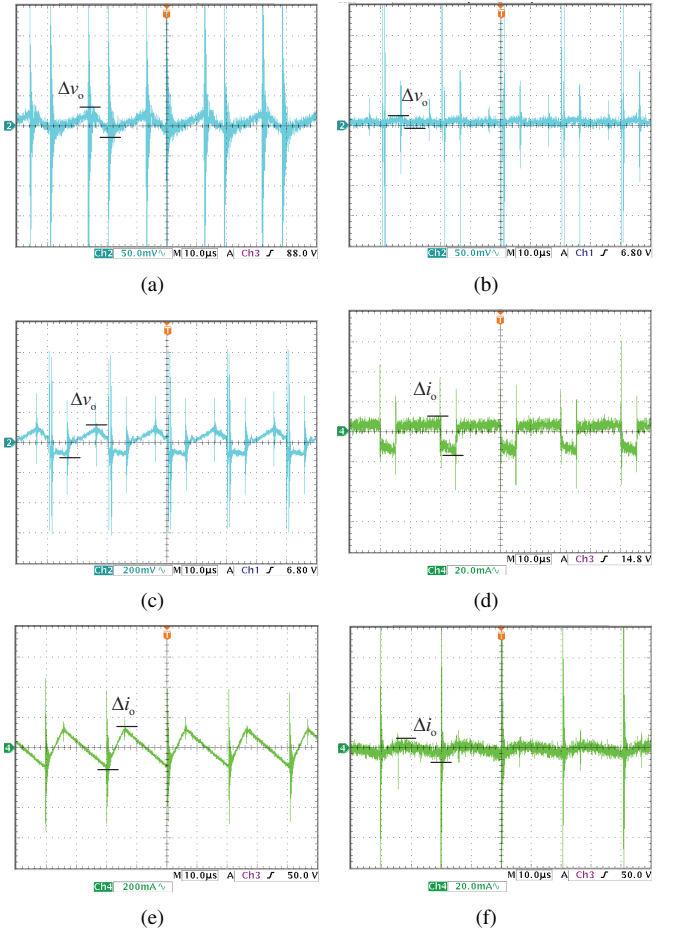 T
Δvo
2
Ch2 50.0mV∿ M 10.0µs A Ch3 ƒ 88.0 V
(a)
T
Δvo
2
Ch2 50.0mV∿ M 10.0µs A Ch1 ƒ 6.80 V
(b)
T
Δvo
2
Ch2 200mV∿ M 10.0µs A Ch1 ƒ 6.80 V
(c)
T
Δio
4
M 10.0µs A Ch3 ƒ 14.8 V
Ch4 20.0mA∿
(d)
T
Δio
4
M 10.0µs A Ch3 ƒ 50.0 V
Ch4 200mA∿
(e)
T
Δio
4
M 10.0µs A Ch3 ƒ 50.0 V
Ch4 20.0mA∿
(f)